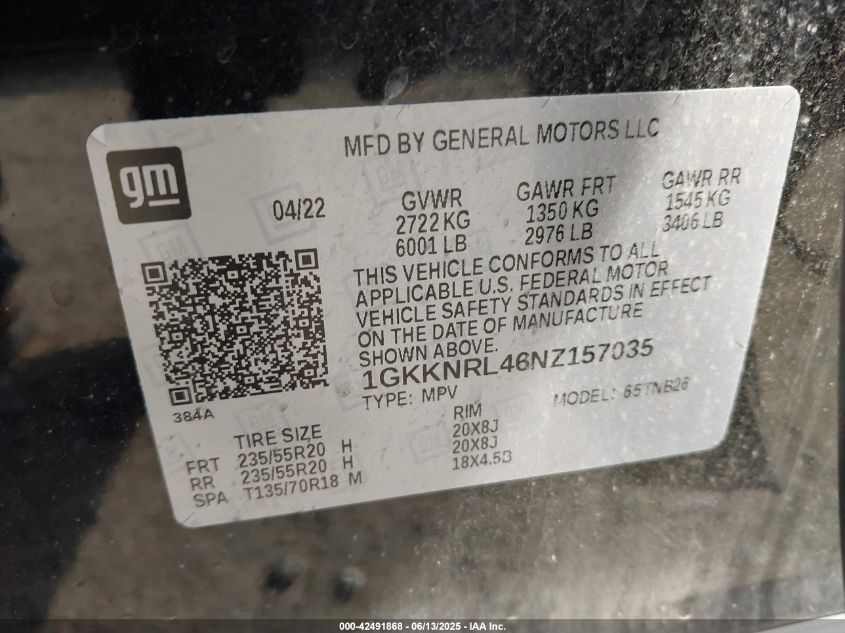 MFD BY GENERAL MOTORS LLC
gm
04/22
GVWR
2722 KG
6001 LB
GAWR FRT
1350 KG
2976 LB
GAWR RR
1545 KG
3406 LB
THIS VEHICLE CONFORMS TO ALL
APPLICABLE U.S. FEDERAL MOTOR
VEHICLE SAFETY STANDARDS IN EFFECT
ON THE DATE OF MANUFACTURE
SHOWN ABOVE.
1GKKNRL46NZ157035
TYPE: MPV
MODEL: 6STNB26
384A
TIRE SIZE
RIM
FRT 235/55R20 H 20X8J
RR 235/55R20 H 20X8J
SPA T135/70R18 M 18X4.5B
000-42491868 - 06/13/2025 - IAA Inc.